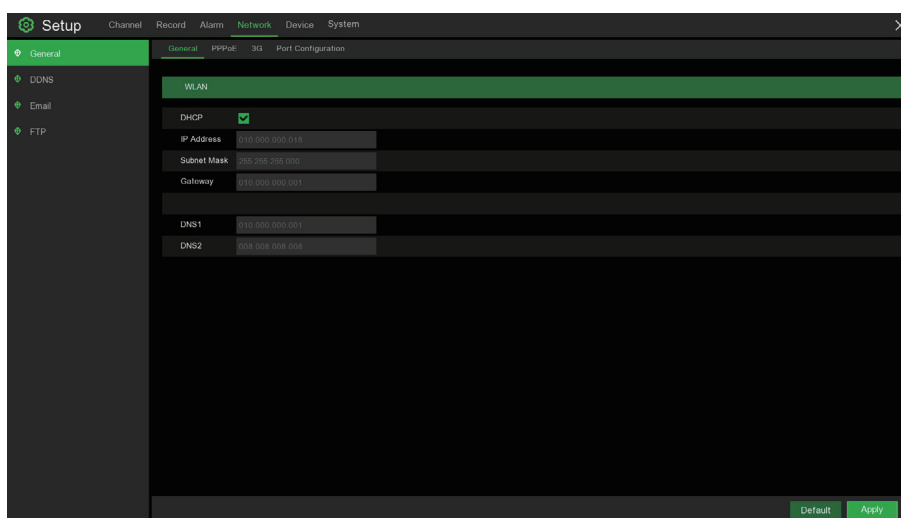 Setup Channel Record Alarm Network Device System
General PPPoE 3G Port Configuration
General
DDNS
Email
FTP
WLAN
DHCP
IP Address 010.000.000.018
Subnet Mask 255.255.255.000
Gateway 010.000.000.001
DNS1 010.000.000.001
DNS2 008.008.008.008
Default Apply